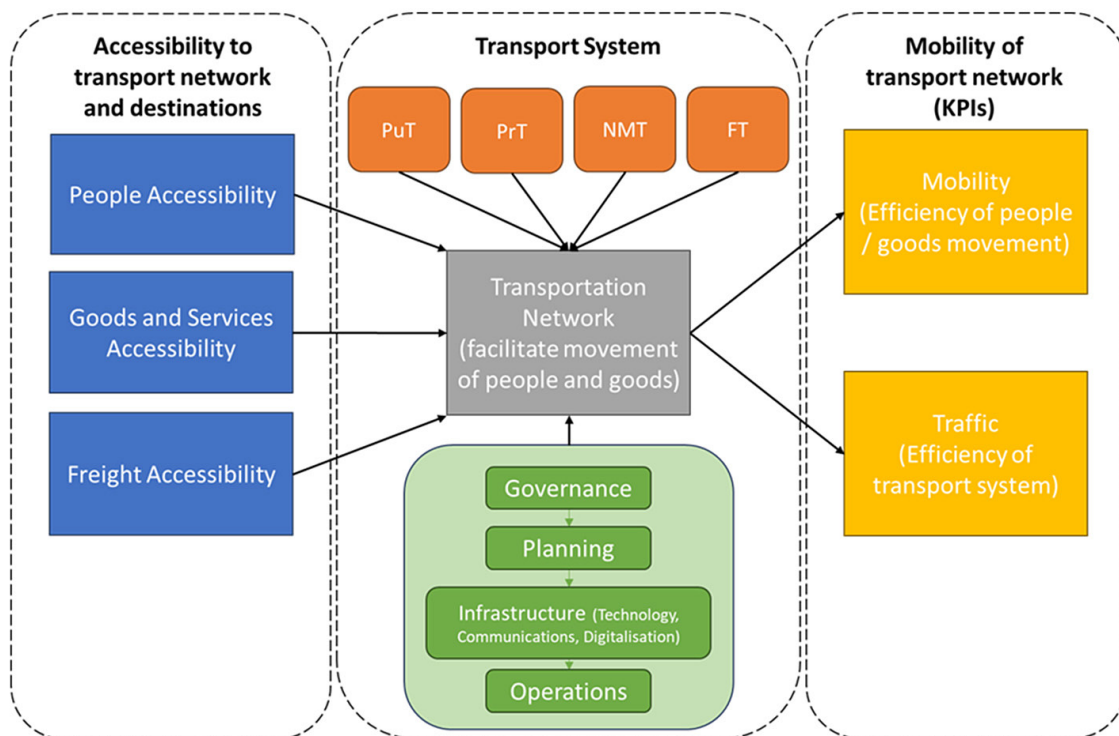 Accessibility to
transport network
and destinations
People Accessibility
Goods and Services
Accessibility
Freight Accessibility
Transport System
PuT
PrT
NMT
FT
Transportation
Network
(facilitate movement
of people and goods)
Governance
Planning
Infrastructure (Technology,
Communications, Digitalisation)
Operations
Mobility of
transport network
(KPIs)
Mobility
(Efficiency of people
/ goods movement)
Traffic
(Efficiency of
transport system)